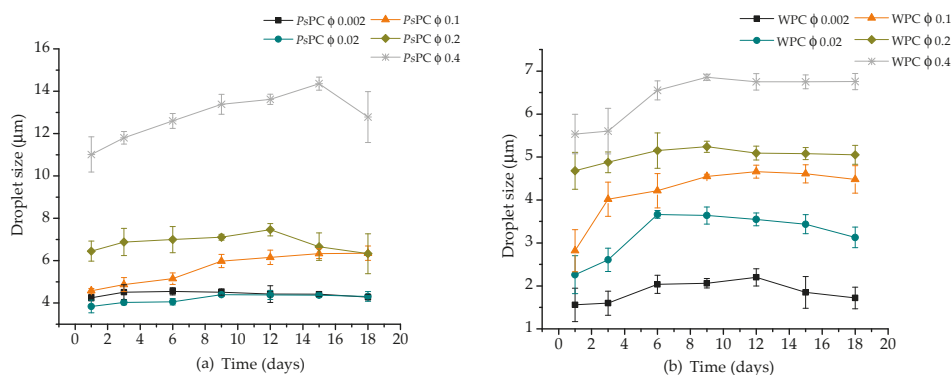 PsPC ϕ 0.002
PsPC ϕ 0.1
PsPC ϕ 0.02
PsPC ϕ 0.2
PsPC ϕ 0.4
16
14
12
10
8
6
4
Droplet size (μm)
0 2 4 6 8 10 12 14 16 18 20
(a) Time (days)
WPC ϕ 0.002
WPC ϕ 0.1
WPC ϕ 0.02
WPC ϕ 0.2
WPC ϕ 0.4
7
6
5
4
3
2
1
Droplet size (μm)
0 2 4 6 8 10 12 14 16 18 20
(b) Time (days)